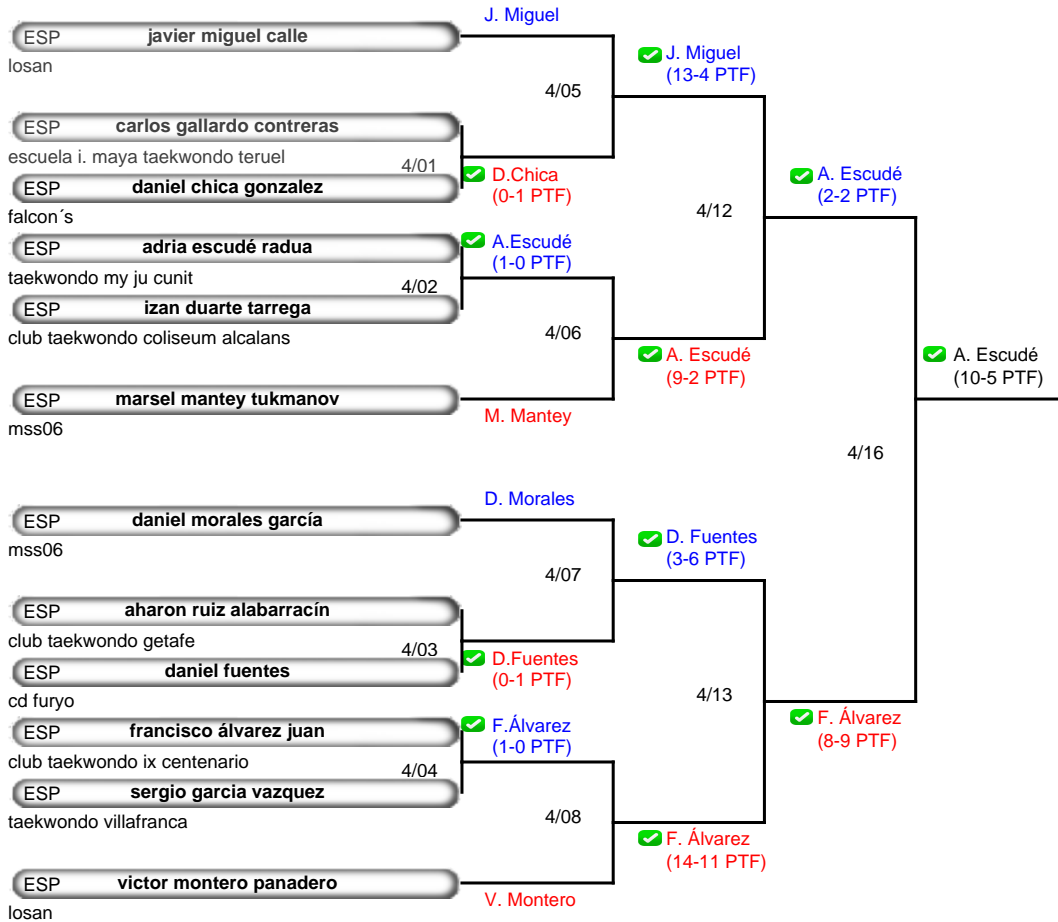 J. Miguel
ESP javier miguel calle
losan
J. Miguel
(13-4 PTF)
4/05
ESP carlos gallardo contreras
escuela i. maya taekwondo teruel
4/01
D.Chica
(0-1 PTF)
ESP daniel chica gonzalez
falcon´s
A. Escudé
(2-2 PTF)
4/12
ESP adria escudé radua
taekwondo my ju cunit
A.Escudé
(1-0 PTF)
4/02
ESP izan duarte tarrega
club taekwondo coliseum alcalans
4/06
A. Escudé
(9-2 PTF)
A. Escudé
(10-5 PTF)
ESP marsel mantey tukmanov
mss06
M. Mantey
4/16
D. Morales
ESP daniel morales garcía
mss06
D. Fuentes
(3-6 PTF)
4/07
ESP aharon ruiz alabarracín
club taekwondo getafe
4/03
D.Fuentes
(0-1 PTF)
ESP daniel fuentes
cd furyo
4/13
F. Álvarez
(8-9 PTF)
ESP francisco álvarez juan
club taekwondo ix centenario
F.Álvarez
(1-0 PTF)
4/04
ESP sergio garcia vazquez
taekwondo villafranca
4/08
F. Álvarez
(14-11 PTF)
ESP victor montero panadero
losan
V. Montero